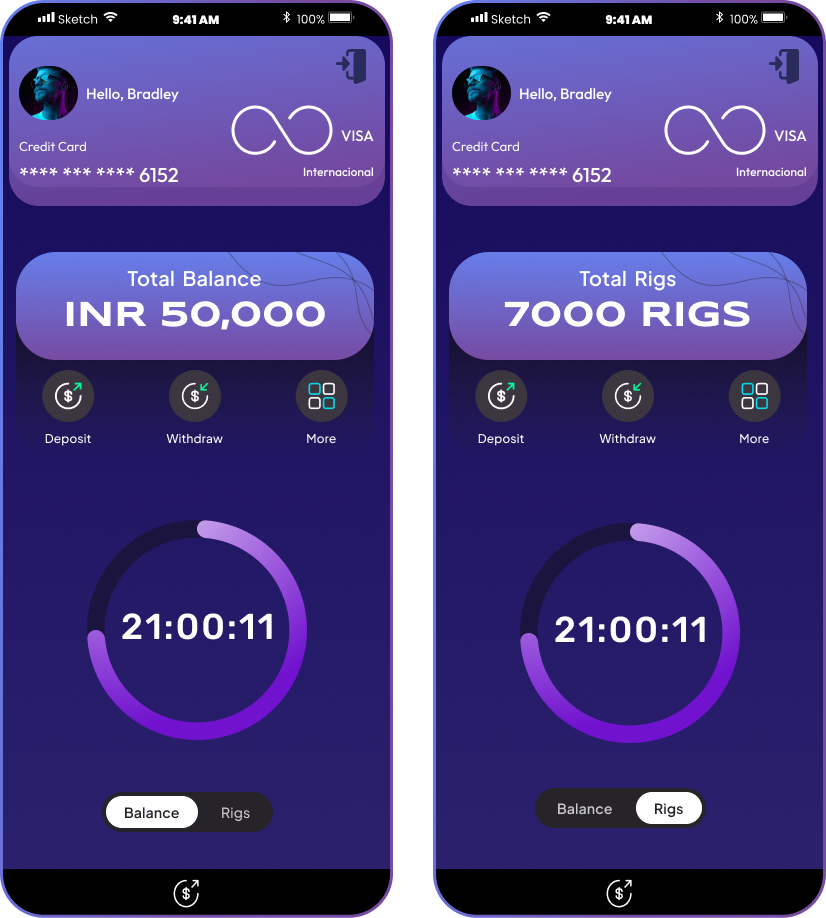 Sketch 9:41 AM 100%
Hello, Bradley
VISA
Credit Card
**** *** **** 6152
Internacional
Total Balance
INR 50,000
Deposit Withdraw More
21:00:11
Balance Rigs
Sketch 9:41 AM 100%
Hello, Bradley
VISA
Credit Card
**** *** **** 6152
Internacional
Total Rigs
7000 RIGS
Deposit Withdraw More
21:00:11
Balance Rigs